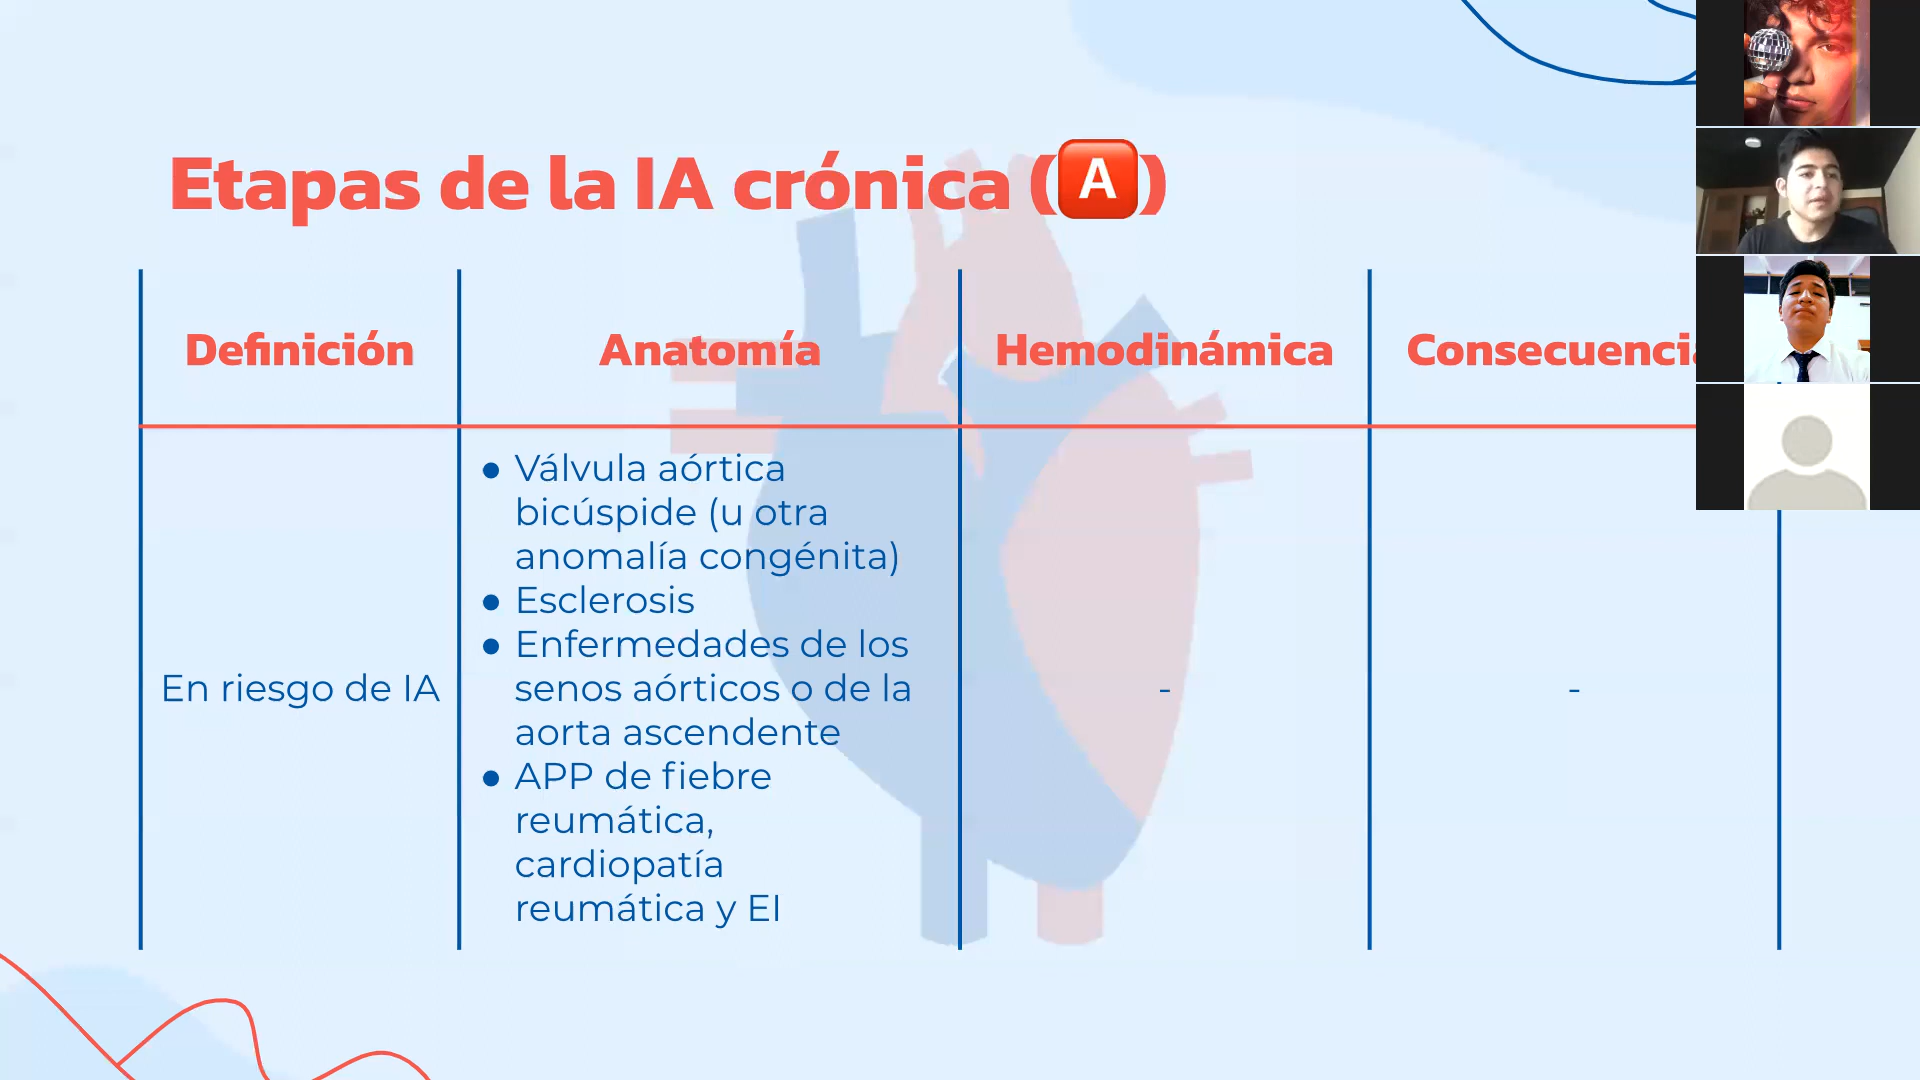 Etapas de la IA crónica (🅰)
Definición
Anatomía
Hemodinámica
Consecuencia
En riesgo de IA
● Válvula aórtica
bicúspide (u otra
anomalía congénita)
● Esclerosis
● Enfermedades de los
senos aórticos o de la
aorta ascendente
● APP de fiebre
reumática,
cardiopatía
reumática y EI
-
-